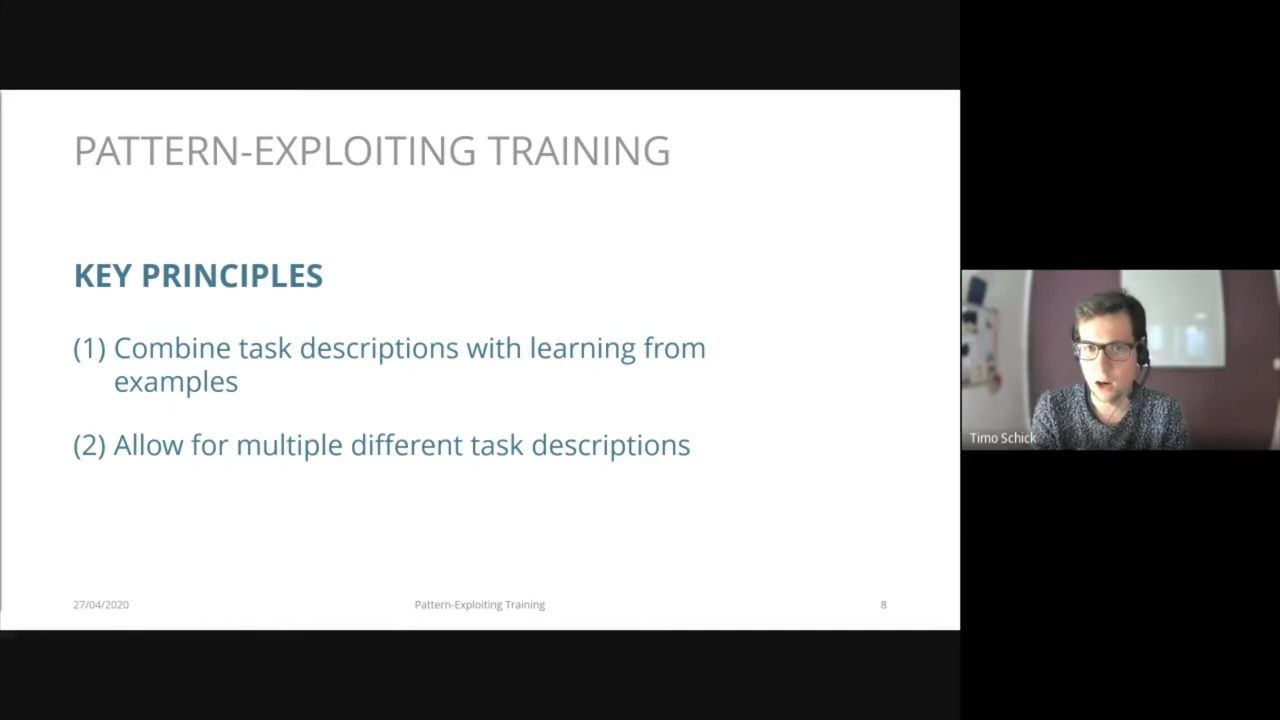 PATTERN-EXPLOITING TRAINING
KEY PRINCIPLES
(1) Combine task descriptions with learning from
examples
(2) Allow for multiple different task descriptions
27/04/2020
Pattern-Exploiting Training
8
Timo Schick